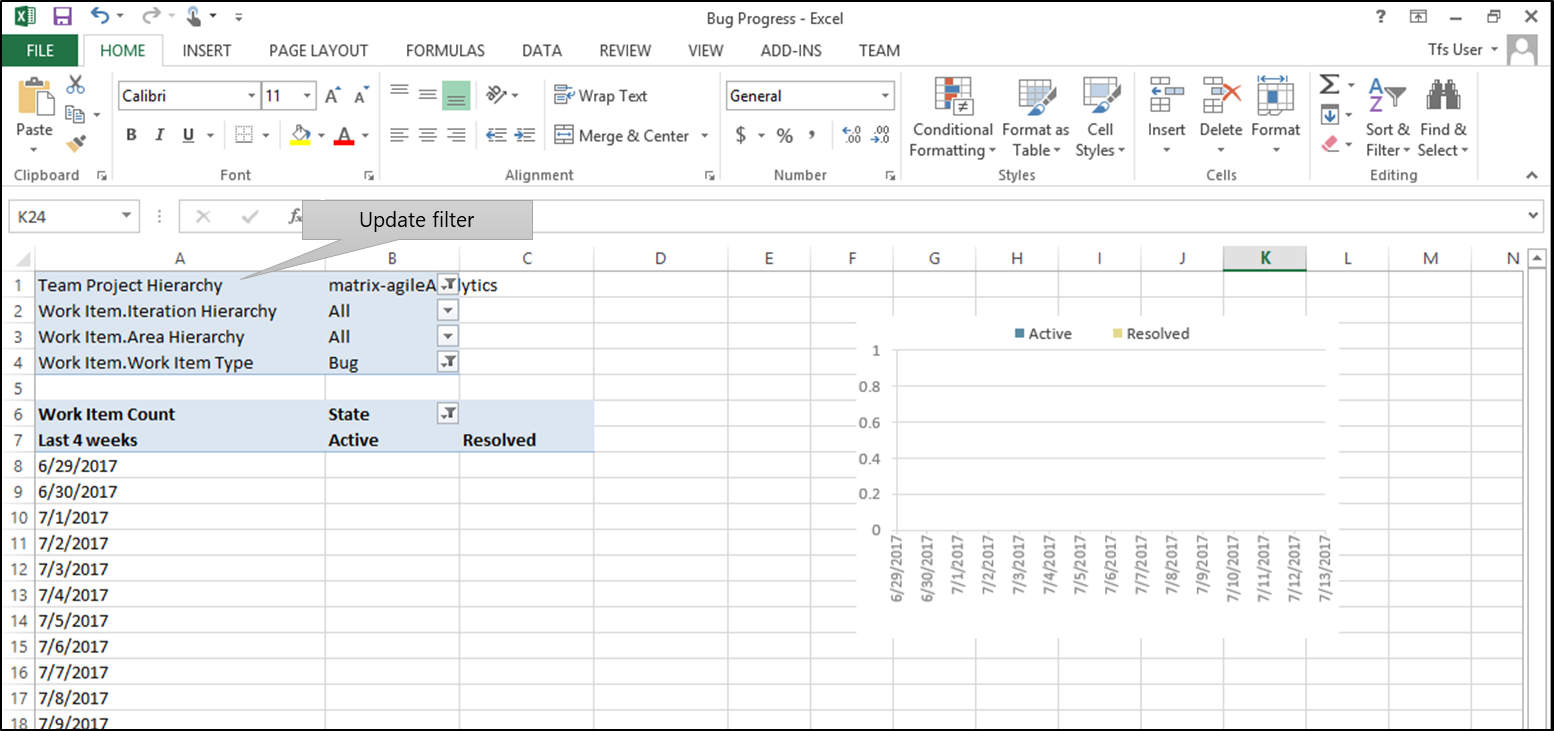 Bug Progress - Excel
?
FILE HOME INSERT PAGE LAYOUT FORMULAS DATA REVIEW VIEW ADD-INS TEAM Tfs User
Calibri 11 A A Wrap Text General Σ A Z
Paste B I U A Merge & Center $ % , .00 .0 Conditional Formatting Format as Table Cell Styles Insert Delete Format Sort & Filter Find & Select
Clipboard Font Alignment Number Styles Cells Editing
K24 fx
Update filter
A B C D E F G H I J K L M N
1 Team Project Hierarchy matrix-agileA lytics
2 Work Item.Iteration Hierarchy All
3 Work Item.Area Hierarchy All
4 Work Item.Work Item Type Bug
5
6 Work Item Count State
7 Last 4 weeks Active Resolved
8 6/29/2017
9 6/30/2017
10 7/1/2017
11 7/2/2017
12 7/3/2017
13 7/4/2017
14 7/5/2017
15 7/6/2017
16 7/7/2017
17 7/8/2017
18 7/9/2017
Active Resolved
1
0.8
0.6
0.4
0.2
0
6/29/2017 6/30/2017 7/1/2017 7/2/2017 7/3/2017 7/4/2017 7/5/2017 7/6/2017 7/7/2017 7/8/2017 7/9/2017 7/10/2017 7/11/2017 7/12/2017 7/13/2017